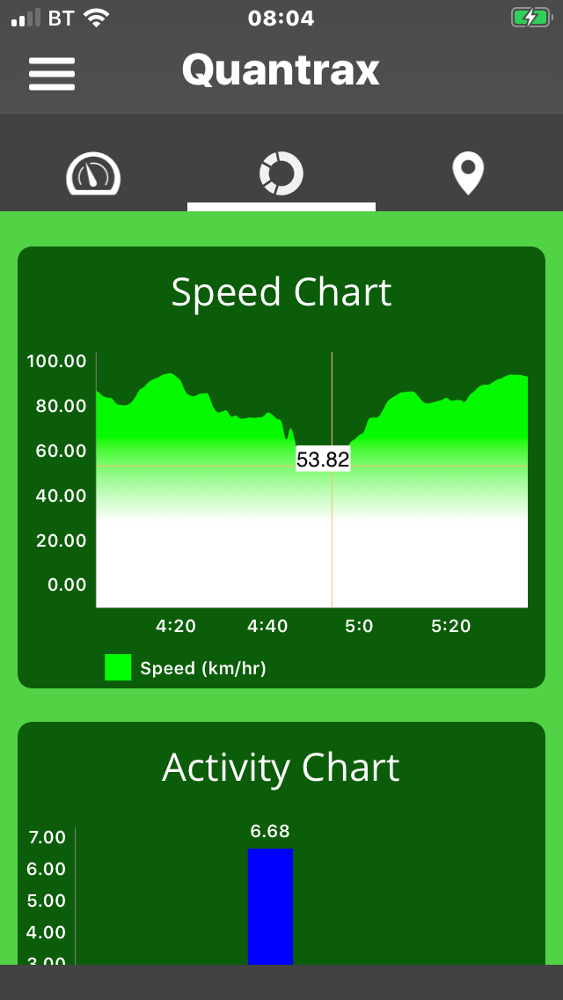 BT 08:04
Quantrax
Speed Chart
100.00
80.00
60.00
40.00
20.00
0.00
53.82
4:20 4:40 5:0 5:20
Speed (km/hr)
Activity Chart
7.00
6.00
5.00
4.00
3.00
6.68